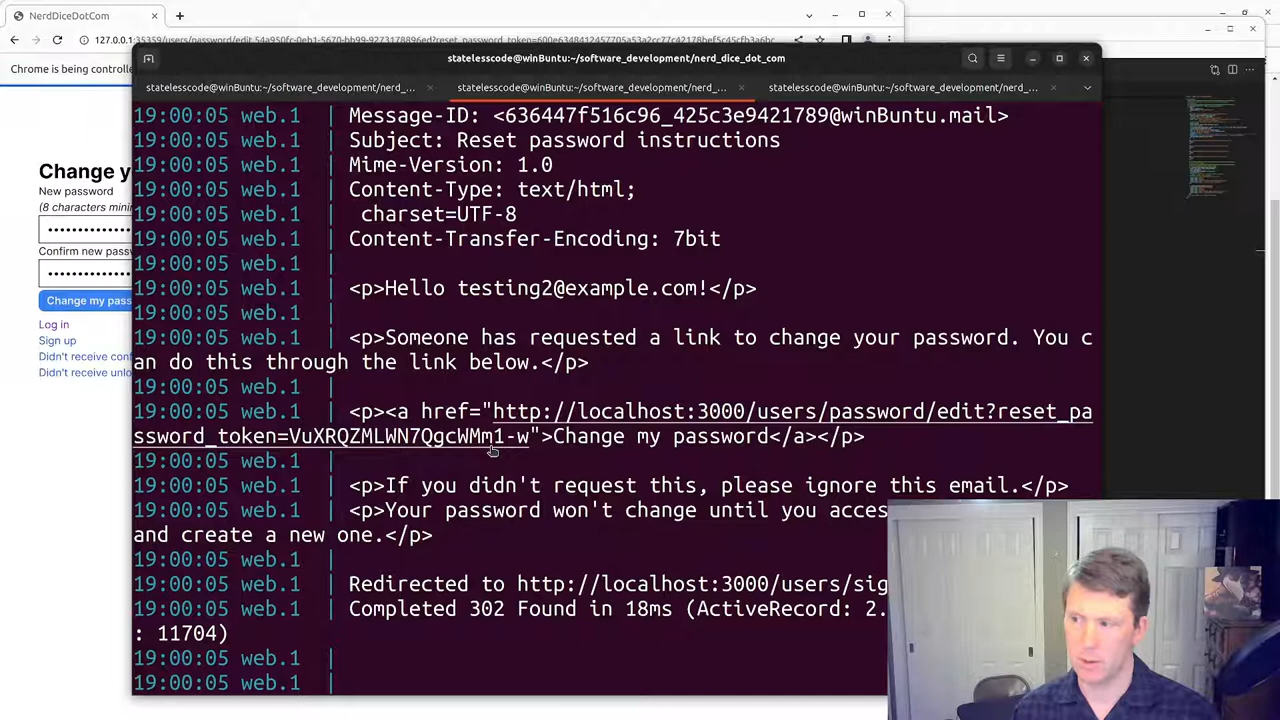 NerdDiceDotCom
statelesscode@winBuntu:~/software_development/nerd_dice_dot_com
Chrome is being controlle
statelesscode@winBuntu:~/software_development/nerd_...
statelesscode@winBuntu:~/software_development/nerd_...
statelesscode@winBuntu:~/software_development/nerd_...
Change y
New password
(8 characters mini
Confirm new passw
Change my pass
Log in
Sign up
Didn't receive conf
Didn't receive unlo
19:00:05 web.1 | Message-ID: <636447f516c96_425c3e9421789@winBuntu.mail>
19:00:05 web.1 | Subject: Reset password instructions
19:00:05 web.1 | Mime-Version: 1.0
19:00:05 web.1 | Content-Type: text/html;
19:00:05 web.1 | charset=UTF-8
19:00:05 web.1 | Content-Transfer-Encoding: 7bit
19:00:05 web.1 |
19:00:05 web.1 | <p>Hello testing2@example.com!</p>
19:00:05 web.1 |
19:00:05 web.1 | <p>Someone has requested a link to change your password. You c
an do this through the link below.</p>
19:00:05 web.1 |
19:00:05 web.1 | <p><a href="http://localhost:3000/users/password/edit?reset_pa
ssword_token=VuXRQZMLWN7QgcWMm1-w">Change my password</a></p>
19:00:05 web.1 |
19:00:05 web.1 | <p>If you didn't request this, please ignore this email.</p>
19:00:05 web.1 | <p>Your password won't change until you acces
and create a new one.</p>
19:00:05 web.1 |
19:00:05 web.1 | Redirected to http://localhost:3000/users/sig
19:00:05 web.1 | Completed 302 Found in 18ms (ActiveRecord: 2.
: 11704)
19:00:05 web.1 |
19:00:05 web.1 |